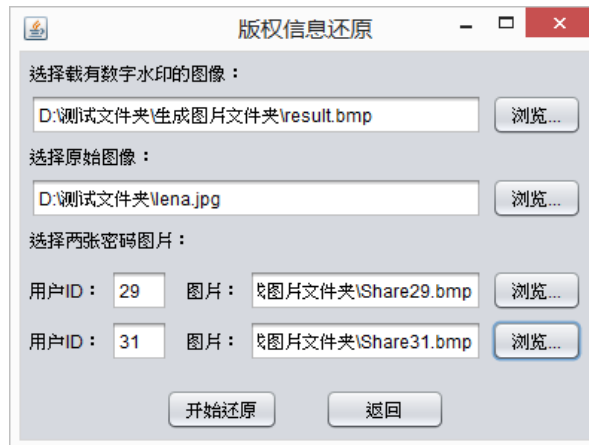 版权信息还原
选择载有数字水印的图像：
D:\测试文件夹\生成图片文件夹\result.bmp 浏览...
选择原始图像：
D:\测试文件夹\lena.jpg 浏览...
选择两张密码图片：
用户ID： 29 图片： 图片文件夹\Share29.bmp 浏览...
用户ID： 31 图片： 图片文件夹\Share31.bmp 浏览...
开始还原 返回